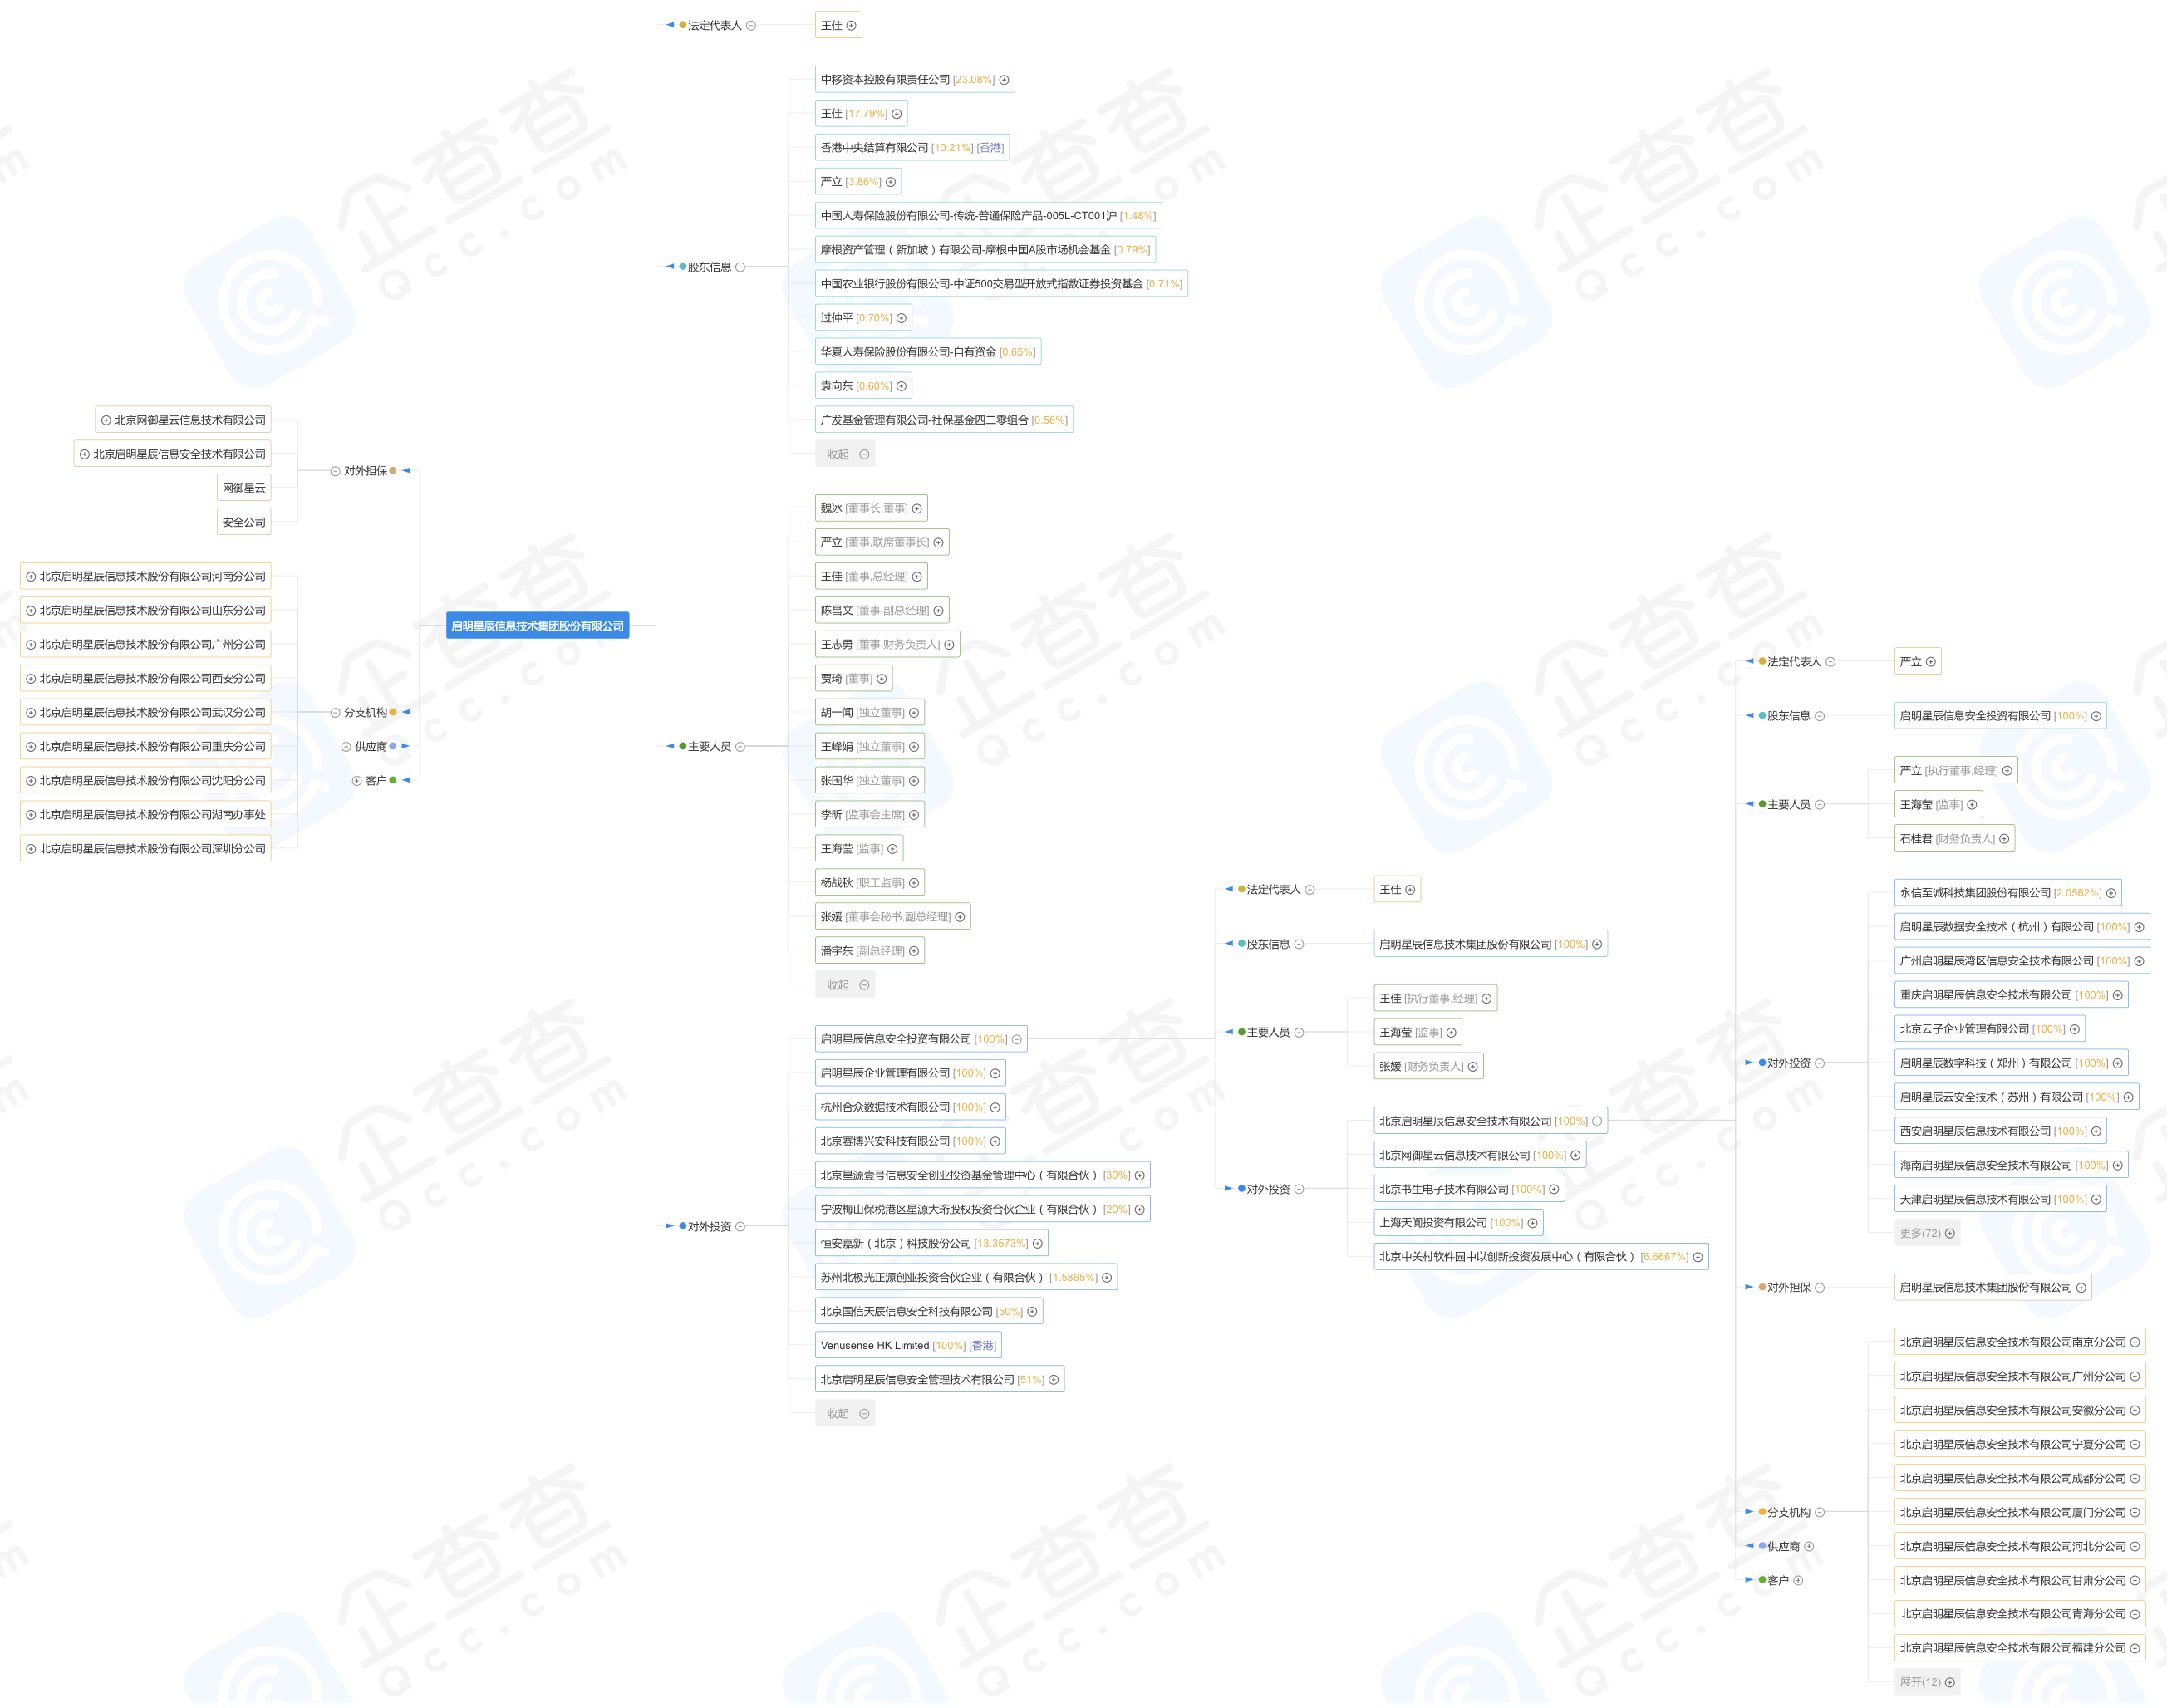 法定代表人
王佳
股东信息
中移资本控股有限责任公司 [23.08%]
王佳 [17.79%]
香港中央结算有限公司 [10.21%] [香港]
严立 [3.86%]
中国人寿保险股份有限公司-传统-普通保险产品-005L-CT001沪 [1.48%]
摩根资产管理（新加坡）有限公司-摩根中国A股市场机会基金 [0.79%]
中国农业银行股份有限公司-中证500交易型开放式指数证券投资基金 [0.71%]
过仲平 [0.70%]
华夏人寿保险股份有限公司-自有资金 [0.65%]
袁向东 [0.60%]
广发基金管理有限公司-社保基金四二零组合 [0.56%]
收起
北京网御星云信息技术有限公司
北京启明星辰信息安全技术有限公司
网御星云
安全公司
对外担保
北京启明星辰信息技术股份有限公司河南分公司
北京启明星辰信息技术股份有限公司山东分公司
北京启明星辰信息技术股份有限公司广州分公司
北京启明星辰信息技术股份有限公司西安分公司
北京启明星辰信息技术股份有限公司武汉分公司
北京启明星辰信息技术股份有限公司重庆分公司
北京启明星辰信息技术股份有限公司沈阳分公司
北京启明星辰信息技术股份有限公司湖南办事处
北京启明星辰信息技术股份有限公司深圳分公司
分支机构
供应商
客户
启明星辰信息技术集团股份有限公司
主要人员
魏冰 [董事长,董事]
严立 [董事,联席董事长]
王佳 [董事,总经理]
陈昌文 [董事,副总经理]
王志勇 [董事,财务负责人]
贾琦 [董事]
胡一闻 [独立董事]
王峰娟 [独立董事]
张国华 [独立董事]
李昕 [监事会主席]
王海莹 [监事]
杨战秋 [职工监事]
张媛 [董事会秘书,副总经理]
潘宇东 [副总经理]
收起
对外投资
启明星辰信息安全投资有限公司 [100%]
启明星辰企业管理有限公司 [100%]
杭州合众数据技术有限公司 [100%]
北京赛博兴安科技有限公司 [100%]
北京星源壹号信息安全创业投资基金管理中心（有限合伙） [30%]
宁波梅山保税港区星源大珩股权投资合伙企业（有限合伙） [20%]
恒安嘉新（北京）科技股份公司 [13.3573%]
苏州北极光正源创业投资合伙企业（有限合伙） [1.5865%]
北京国信天辰信息安全科技有限公司 [50%]
Venusense HK Limited [100%] [香港]
北京启明星辰信息安全管理技术有限公司 [51%]
收起
法定代表人
王佳
股东信息
启明星辰信息技术集团股份有限公司 [100%]
主要人员
王佳 [执行董事,经理]
王海莹 [监事]
张媛 [财务负责人]
对外投资
北京启明星辰信息安全技术有限公司 [100%]
北京网御星云信息技术有限公司 [100%]
北京书生电子技术有限公司 [100%]
上海天阗投资有限公司 [100%]
北京中关村软件园中以创新投资发展中心（有限合伙） [6.6667%]
法定代表人
严立
股东信息
启明星辰信息安全投资有限公司 [100%]
主要人员
严立 [执行董事,经理]
王海莹 [监事]
石桂君 [财务负责人]
对外投资
永信至诚科技集团股份有限公司 [2.0562%]
启明星辰数据安全技术（杭州）有限公司 [100%]
广州启明星辰湾区信息安全技术有限公司 [100%]
重庆启明星辰信息安全技术有限公司 [100%]
北京云子企业管理有限公司 [100%]
启明星辰数字科技（郑州）有限公司 [100%]
启明星辰云安全技术（苏州）有限公司 [100%]
西安启明星辰信息技术有限公司 [100%]
海南启明星辰信息安全技术有限公司 [100%]
天津启明星辰信息技术有限公司 [100%]
更多(72)
对外担保
启明星辰信息技术集团股份有限公司
分支机构
北京启明星辰信息安全技术有限公司南京分公司
北京启明星辰信息安全技术有限公司广州分公司
北京启明星辰信息安全技术有限公司安徽分公司
北京启明星辰信息安全技术有限公司宁夏分公司
北京启明星辰信息安全技术有限公司成都分公司
北京启明星辰信息安全技术有限公司厦门分公司
北京启明星辰信息安全技术有限公司河北分公司
北京启明星辰信息安全技术有限公司甘肃分公司
北京启明星辰信息安全技术有限公司青海分公司
北京启明星辰信息安全技术有限公司福建分公司
展开(12)
供应商
客户
企查查
Qcc.com